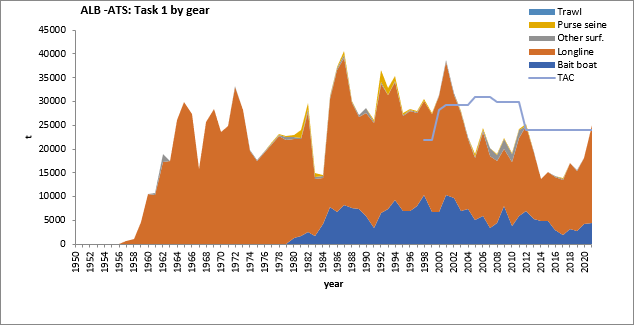 ALB -ATS: Task 1 by gear
Trawl
Purse seine
Other surf.
Longline
Bait boat
TAC
45000
40000
35000
30000
25000
20000
15000
10000
5000
0
t
1950 1952 1954 1956 1958 1960 1962 1964 1966 1968 1970 1972 1974 1976 1978 1980 1982 1984 1986 1988 1990 1992 1994 1996 1998 2000 2002 2004 2006 2008 2010 2012 2014 2016 2018 2020
year